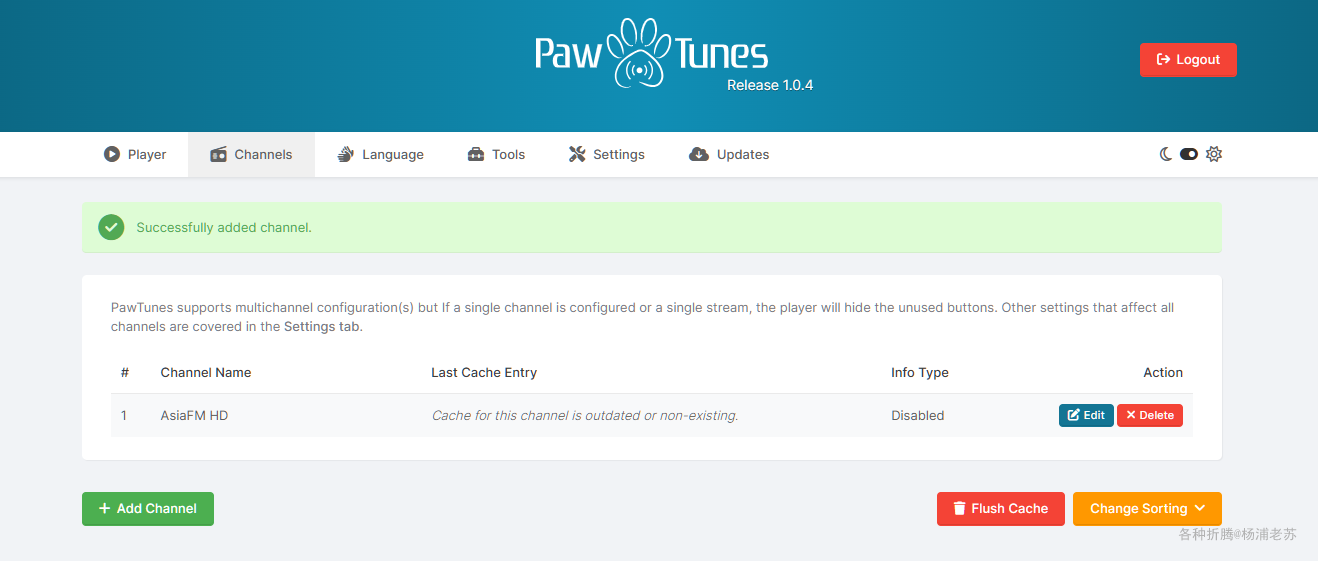 Paw Tunes
Release 1.0.4
Logout
Player
Channels
Language
Tools
Settings
Updates
Successfully added channel.
PawTunes supports multichannel configuration(s) but If a single channel is configured or a single stream, the player will hide the unused buttons. Other settings that affect all
channels are covered in the Settings tab.
# Channel Name Last Cache Entry Info Type Action
1 AsiaFM HD Cache for this channel is outdated or non-existing. Disabled Edit Delete
Add Channel
Flush Cache
Change Sorting
各种折腾@杨浦老苏